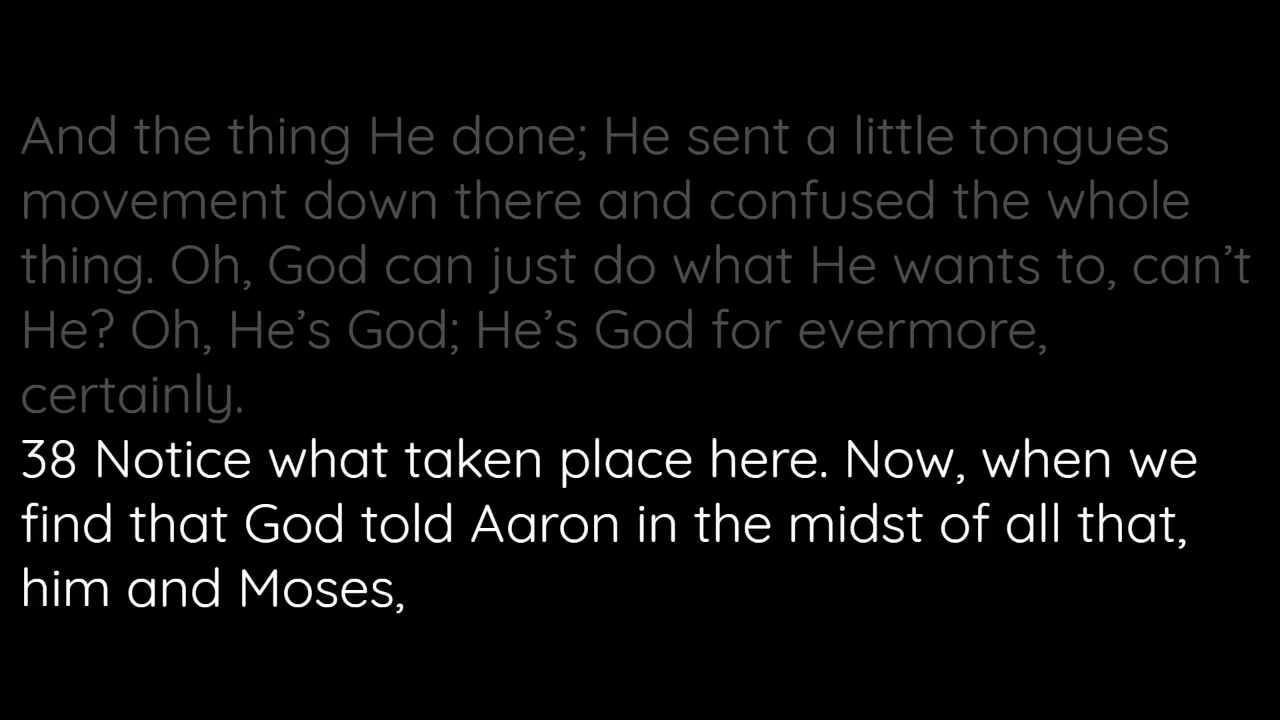 And the thing He done; He sent a little tongues
movement down there and confused the whole
thing. Oh, God can just do what He wants to, can’t
He? Oh, He’s God; He’s God for evermore,
certainly.
38 Notice what taken place here. Now, when we
find that God told Aaron in the midst of all that,
him and Moses,